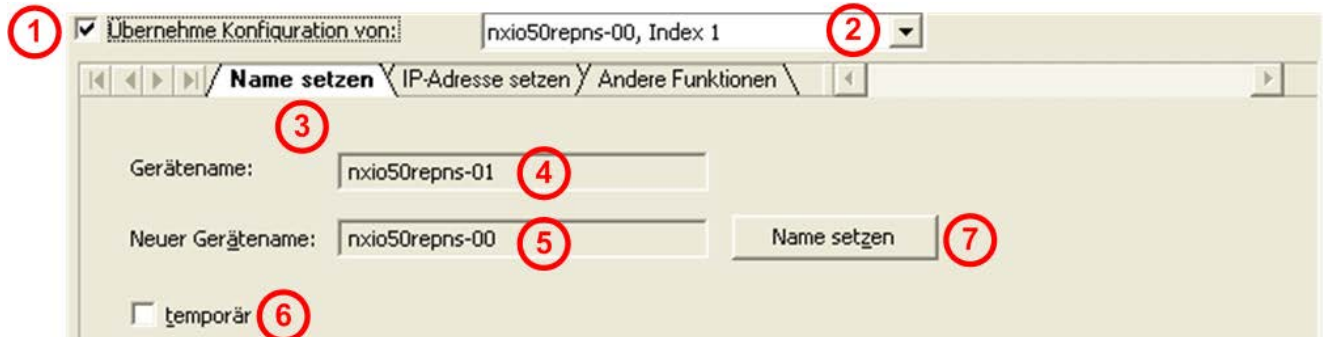 1 Übernehme Konfiguration von: nxio50repns-00, Index 1 2
Name setzen IP-Adresse setzen Andere Funktionen
3
Gerätename: nxio50repns-01 4
Neuer Gerätename: nxio50repns-00 5 Name setzen 7
temporär 6